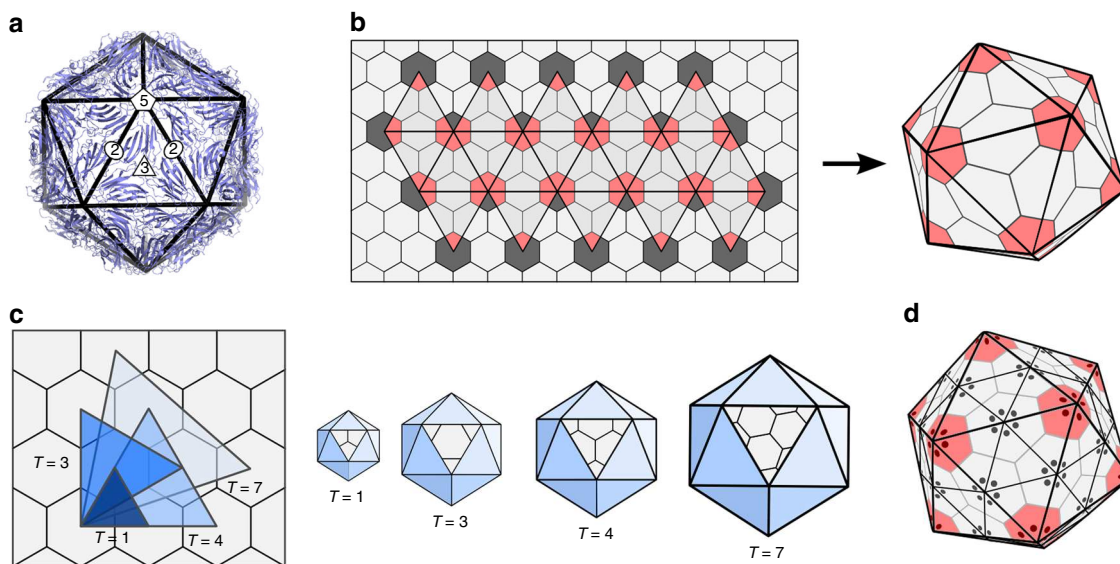 a
5
2
2
3
b
c
T = 3
T = 7
T = 1
T = 4
T = 1
T = 3
T = 4
T = 7
d